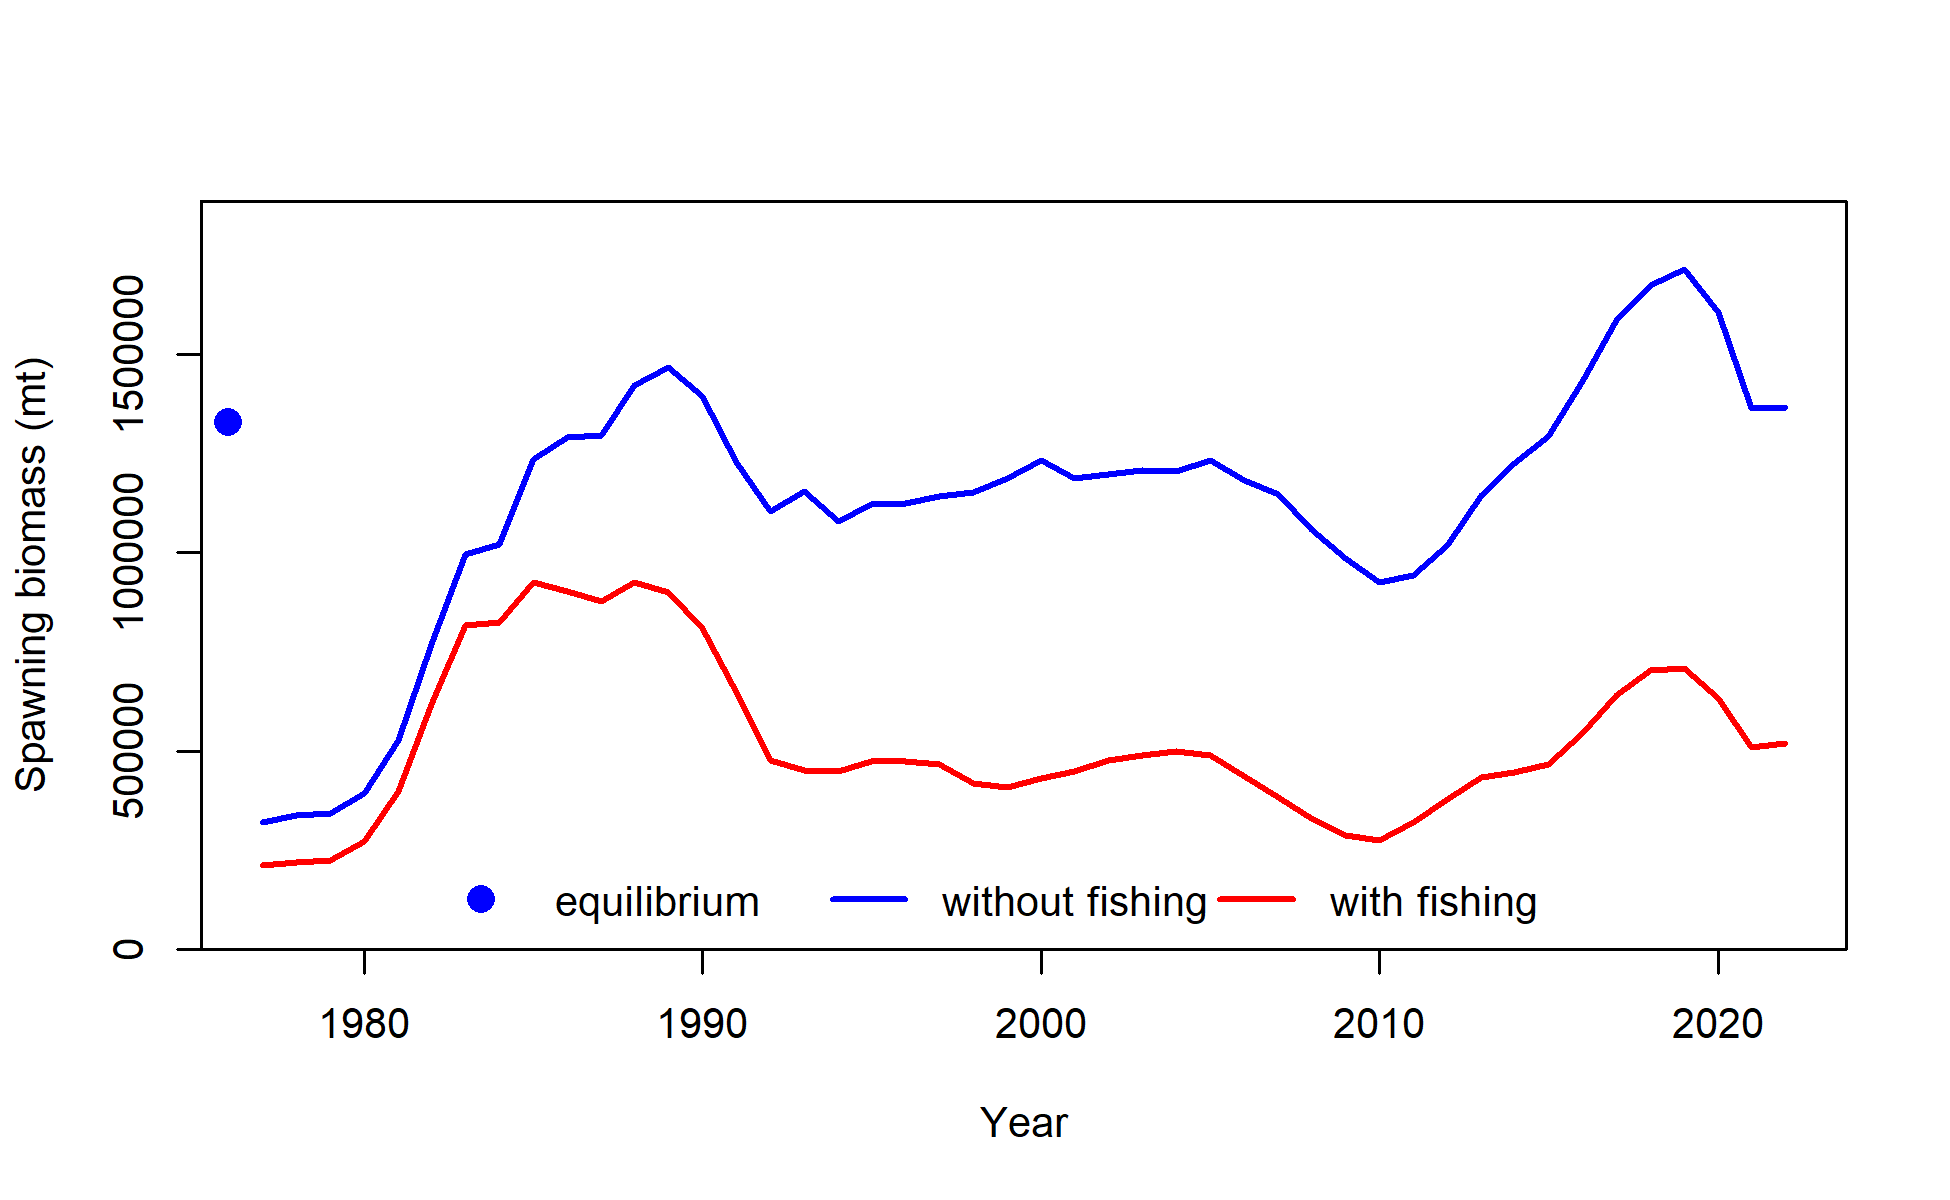 Spawning biomass (mt)
1500000
1000000
500000
0
equilibrium without fishing with fishing
1980 1990 2000 2010 2020
Year